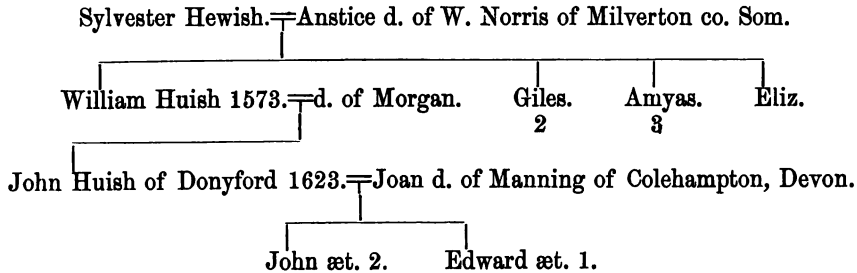 Sylvester Hewish.=Anstice d. of W. Norris of Milverton co. Som.
William Huish 1573.=d. of Morgan. Giles. Amyas. Eliz.
2 3
John Huish of Donyford 1623.=Joan d. of Manning of Colehampton, Devon.
John æt. 2. Edward æt. 1.